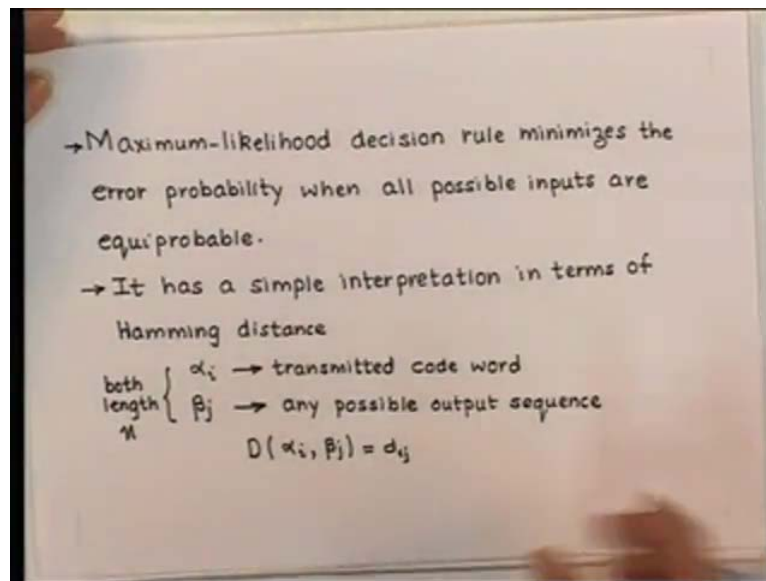 → Maximum-likelihood decision rule minimizes the
error probability when all possible inputs are
equiprobable.
→ It has a simple interpretation in terms of
Hamming distance
both length n { αᵢ → transmitted code word
βⱼ → any possible output sequence
D(αᵢ, βⱼ) = dᵢⱼ